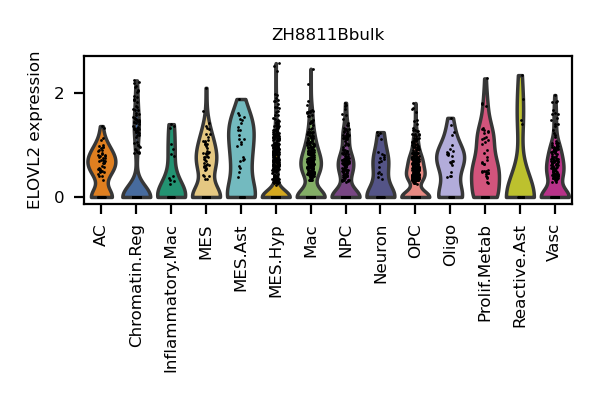 ZH8811Bbulk
ELOVL2 expression
2
0
AC
Chromatin.Reg
Inflammatory.Mac
MES
MES.Ast
MES.Hyp
Mac
NPC
Neuron
OPC
Oligo
Prolif.Metab
Reactive.Ast
Vasc